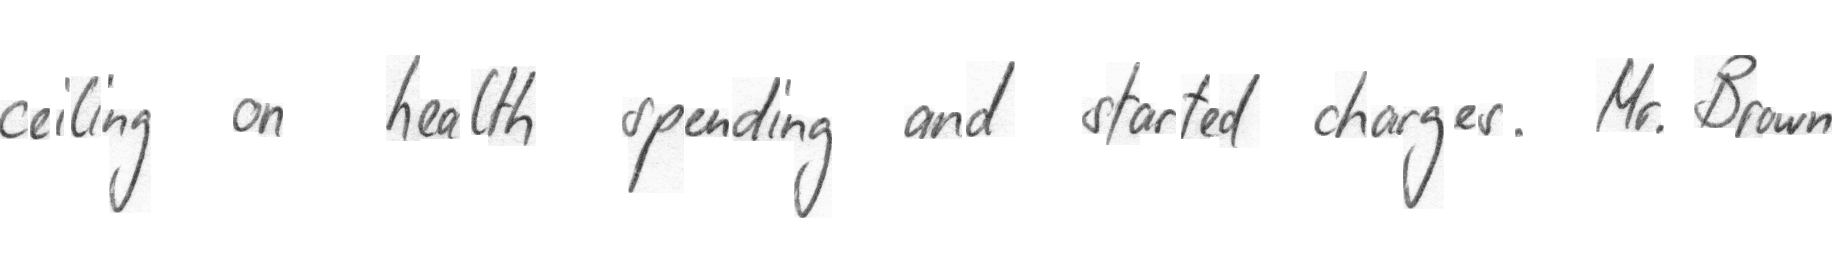 ceiling on health spending and started charges. Mr. Brown